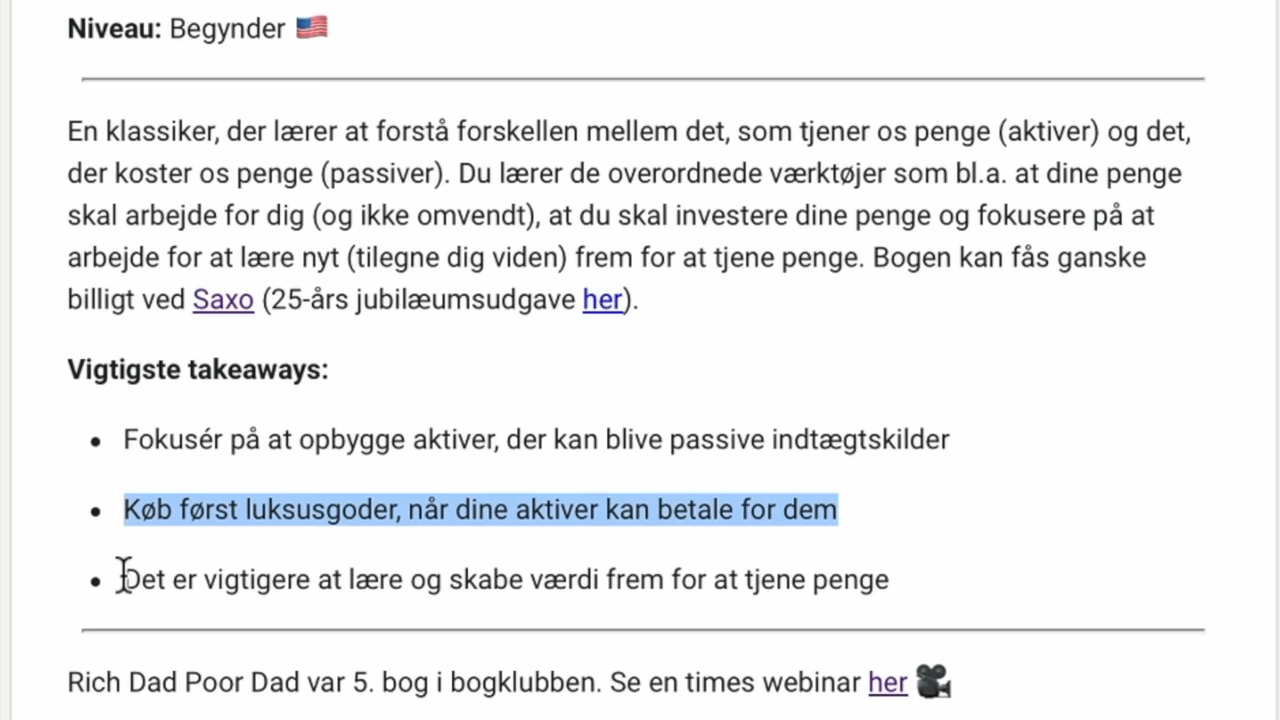 Niveau: Begynder 🇺🇸
En klassiker, der lærer at forstå forskellen mellem det, som tjener os penge (aktiver) og det,
der koster os penge (passiver). Du lærer de overordnede værktøjer som bl.a. at dine penge
skal arbejde for dig (og ikke omvendt), at du skal investere dine penge og fokusere på at
arbejde for at lære nyt (tilegne dig viden) frem for at tjene penge. Bogen kan fås ganske
billigt ved Saxo (25-års jubilæumsudgave her).
Vigtigste takeaways:
• Fokusér på at opbygge aktiver, der kan blive passive indtægtskilder
• Køb først luksusgoder, når dine aktiver kan betale for dem
• Det er vigtigere at lære og skabe værdi frem for at tjene penge
Rich Dad Poor Dad var 5. bog i bogklubben. Se en times webinar her 🎥